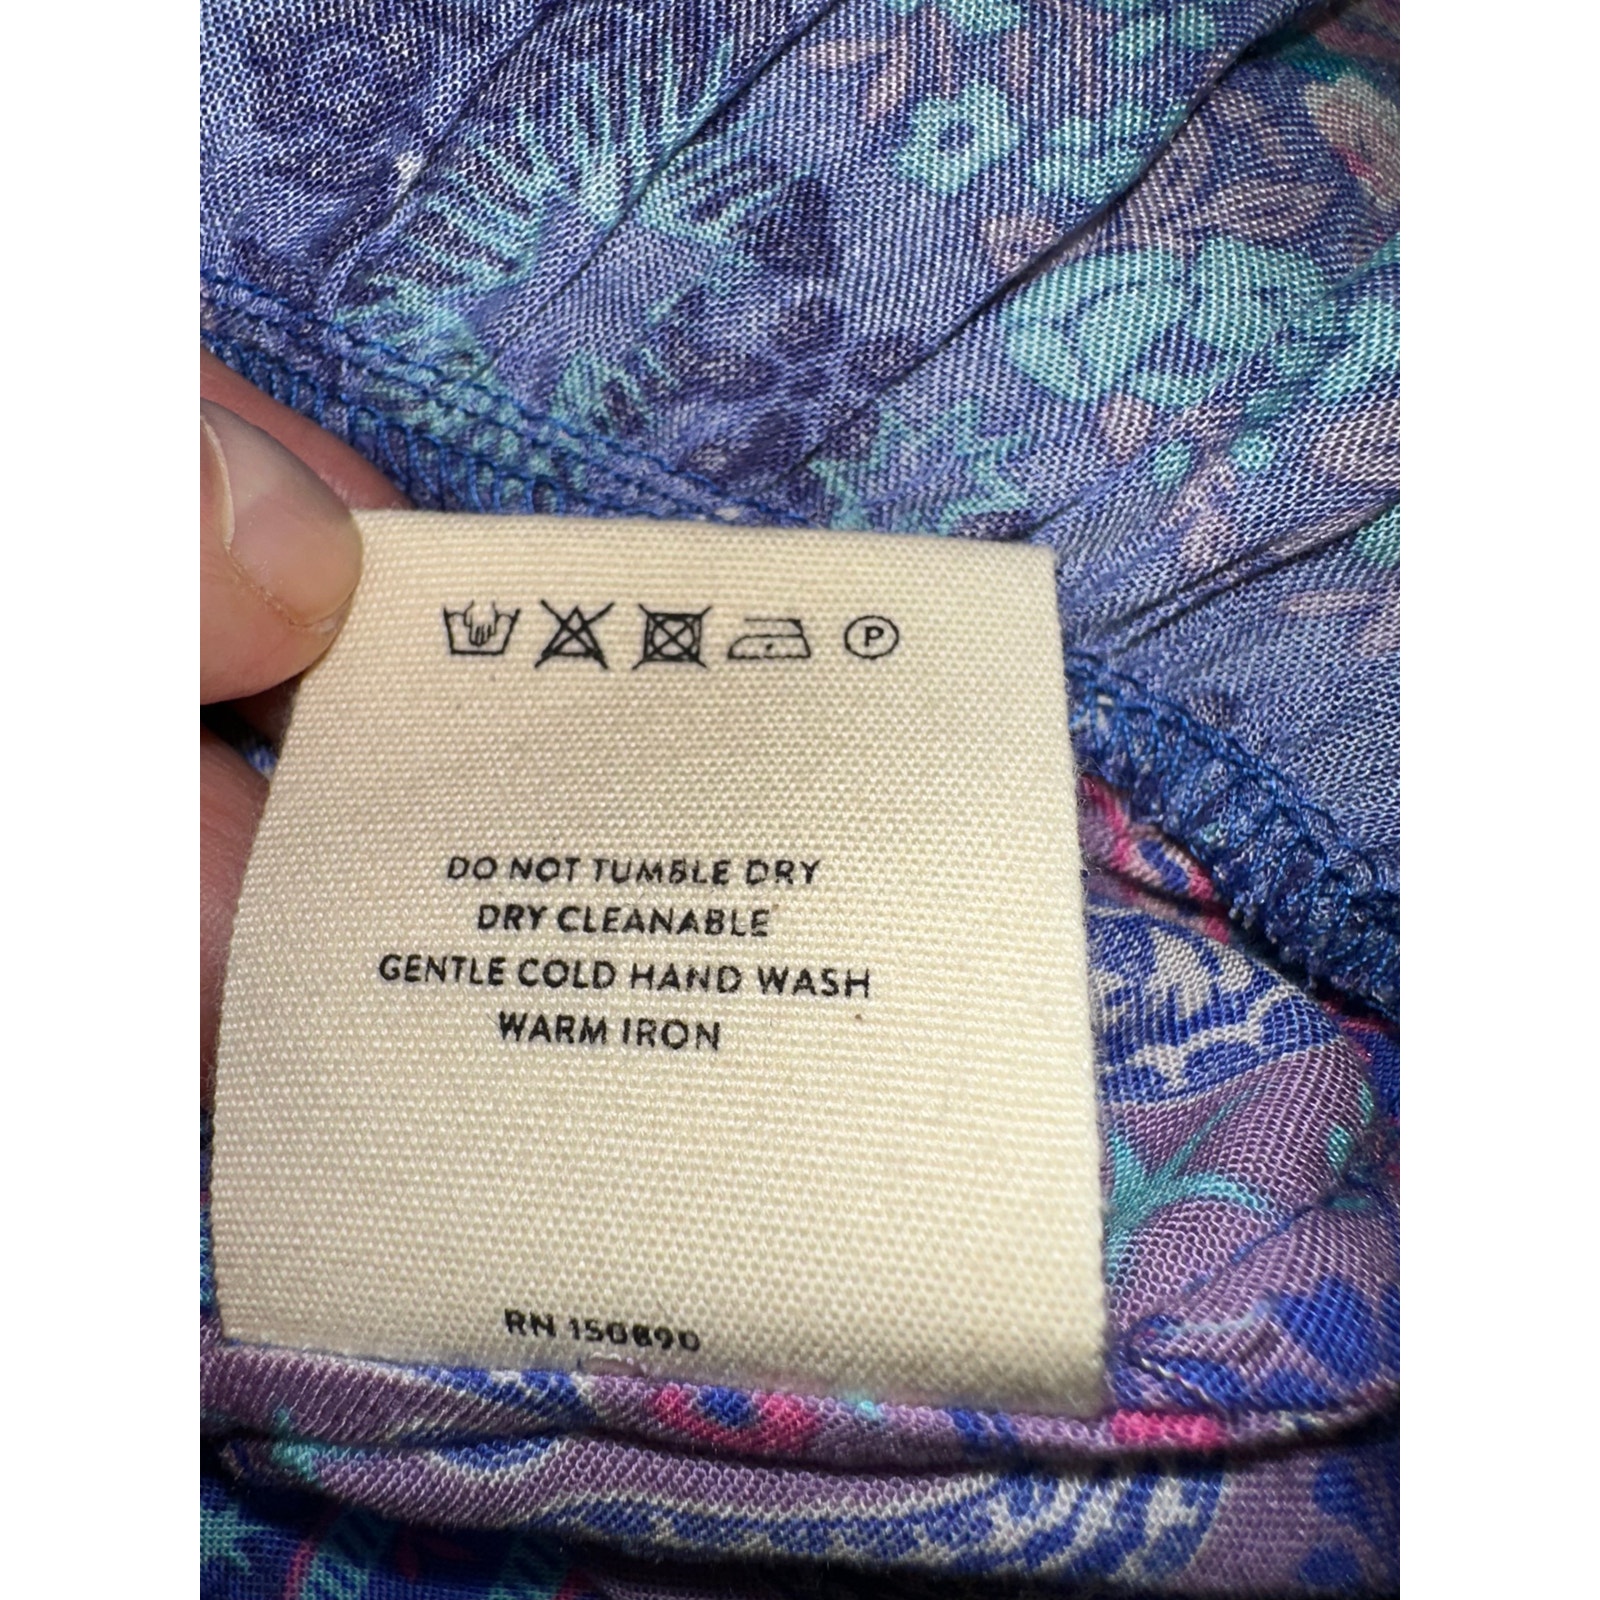 P
DO NOT TUMBLE DRY
DRY CLEANABLE
GENTLE COLD HAND WASH
WARM IRON
RN 150890